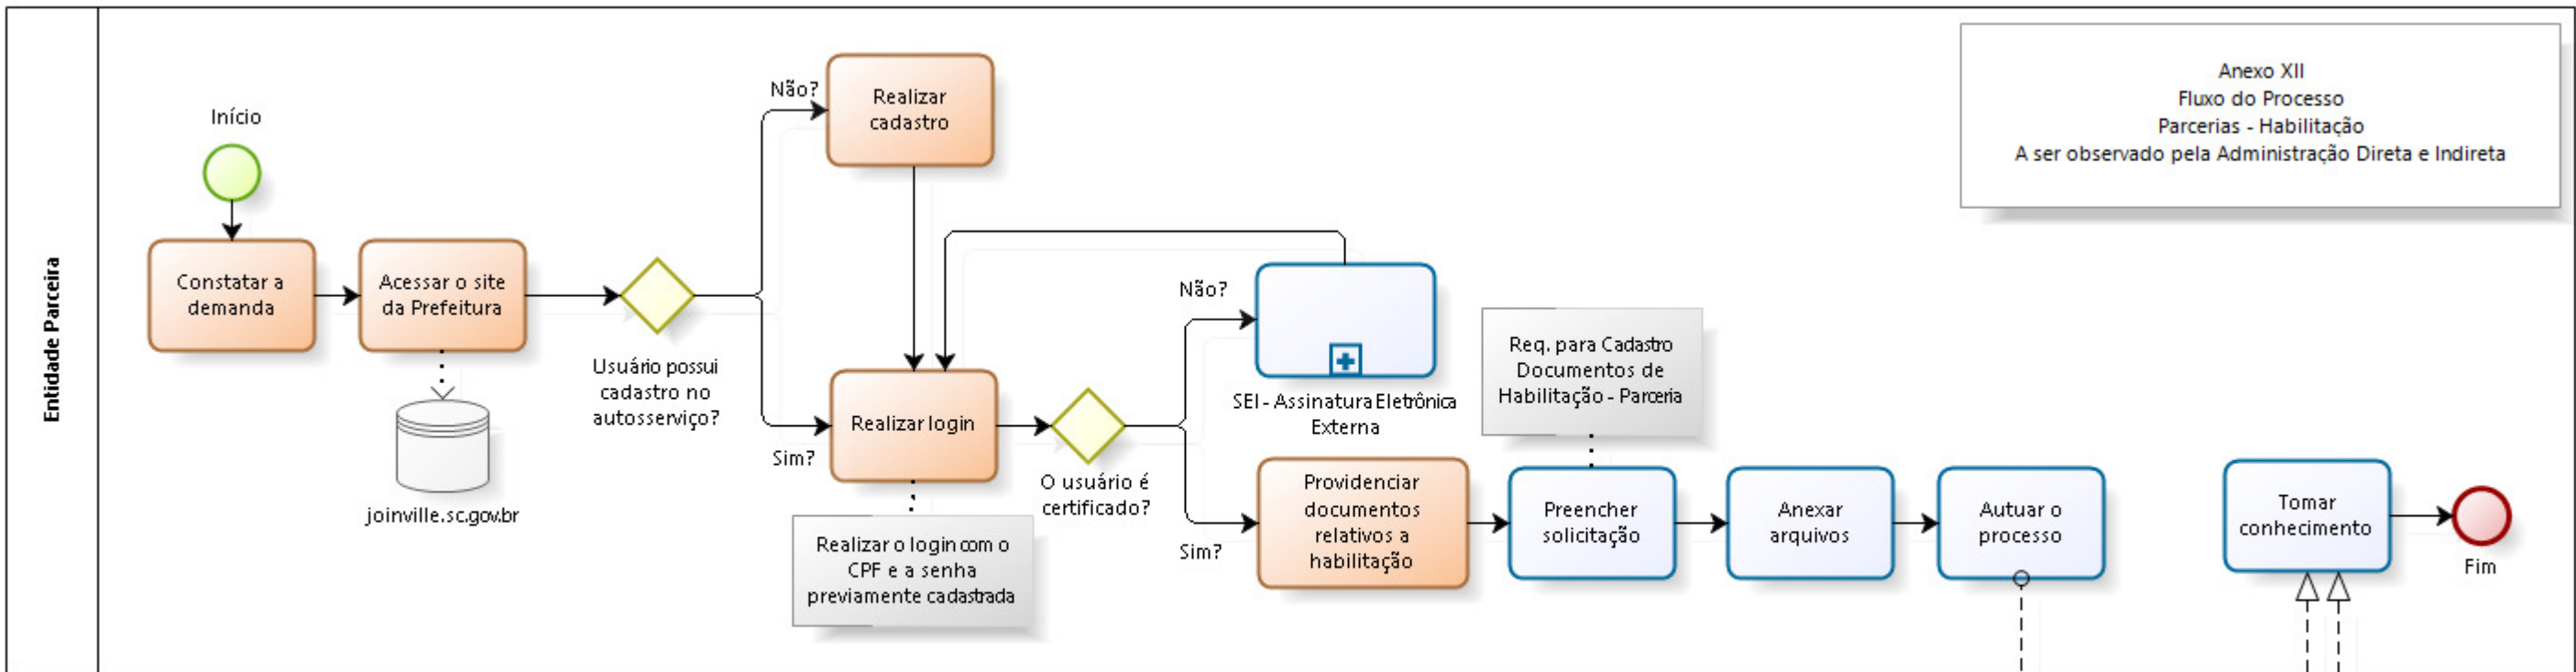 Anexo XII
Fluxo do Processo
Parcerias - Habilitação
A ser observado pela Administração Direta e Indireta
Entidade Parceira
Início
Constatar a
demanda
Acessar o site
da Prefeitura
joinville.sc.gov.br
Usuário possui
cadastro no
autosserviço?
Não?
Realizar
cadastro
Sim?
Realizar login
Realizar o login com o
CPF e a senha
previamente cadastrada
O usuário é
certificado?
Não?
SEI - Assinatura Eletrônica
Externa
Sim?
Providenciar
documentos
relativos a
habilitação
Req. para Cadastro
Documentos de
Habilitação - Parceria
Preencher
solicitação
Anexar
arquivos
Autuar o
processo
Tomar
conhecimento
Fim